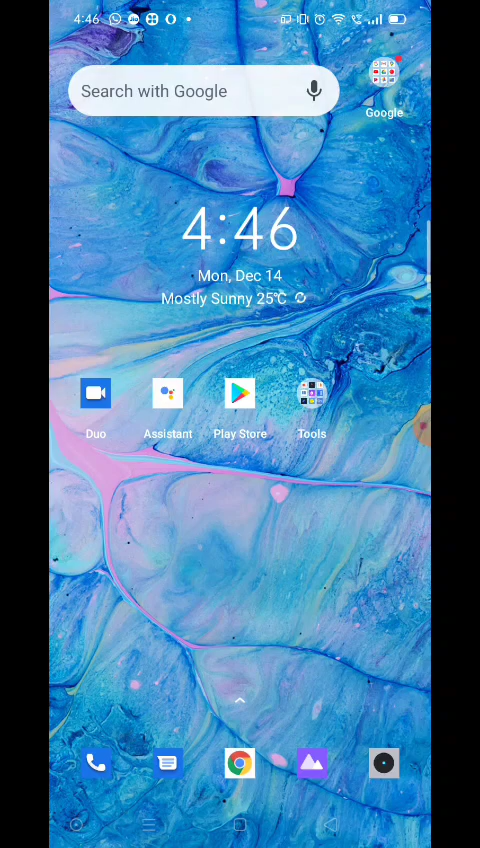 4:46
Search with Google
Google
4:46
Mon, Dec 14
Mostly Sunny 25℃
Duo
Assistant
Play Store
Tools